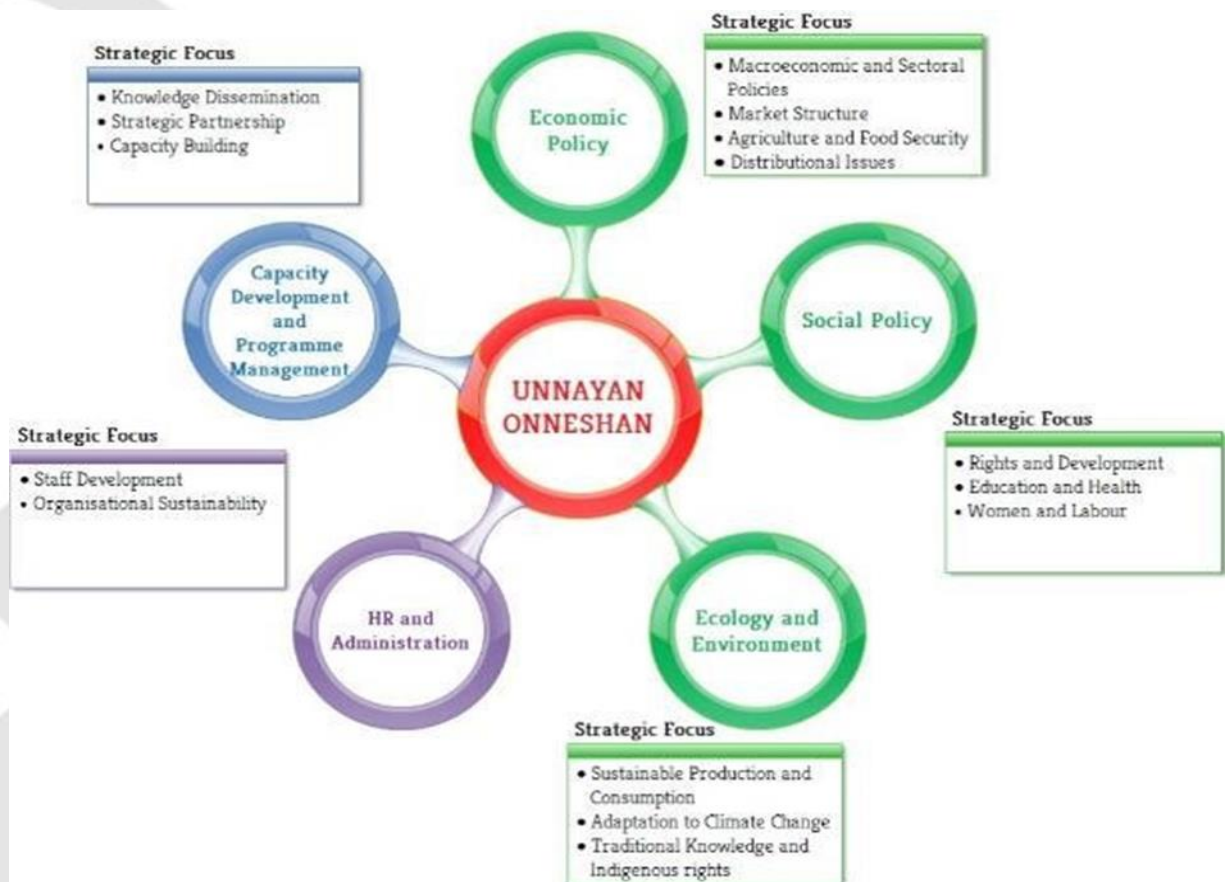 Strategic Focus
• Macroeconomic and Sectoral
Policies
• Market Structure
• Agriculture and Food Security
• Distributional Issues
Strategic Focus
• Knowledge Dissemination
• Strategic Partnership
• Capacity Building
Economic
Policy
Capacity
Development
and
Programme
Management
Social Policy
UNNAYAN
ONNESHAN
Strategic Focus
• Rights and Development
• Education and Health
• Women and Labour
Strategic Focus
• Staff Development
• Organisational Sustainability
HR and
Administration
Ecology and
Environment
Strategic Focus
• Sustainable Production and
Consumption
• Adaptation to Climate Change
• Traditional Knowledge and
Indigenous rights